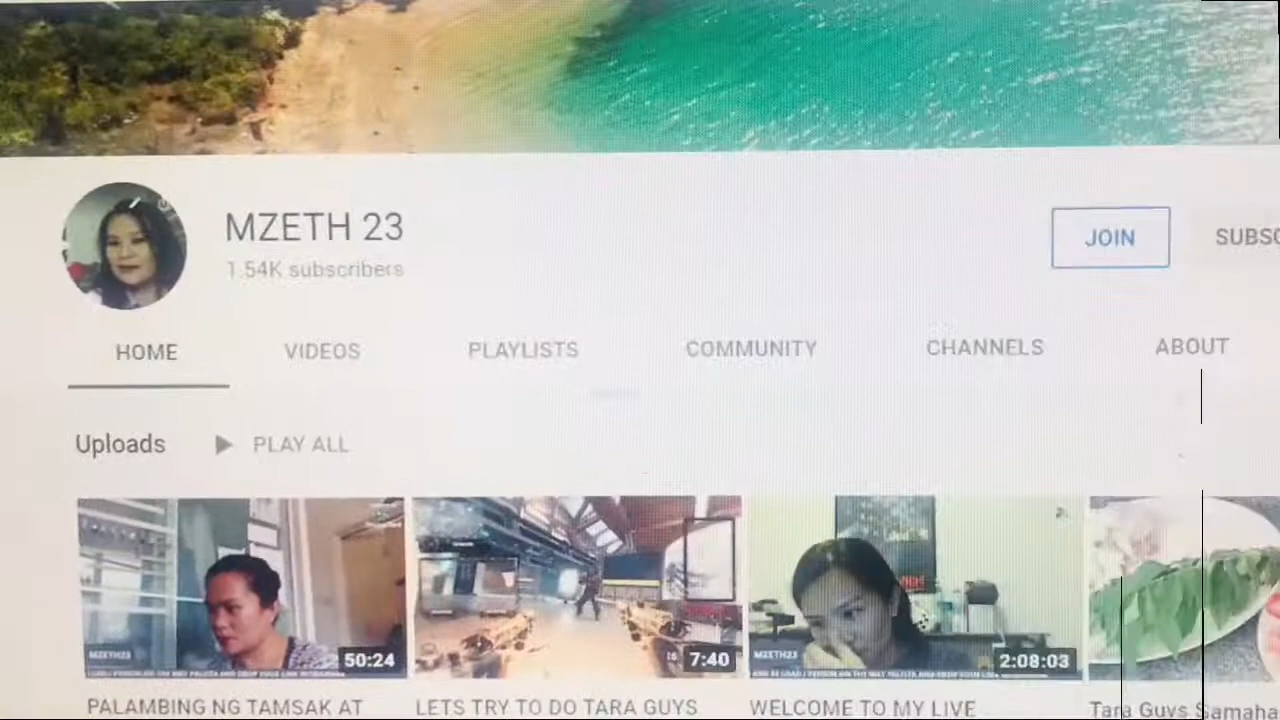 MZETH 23
JOIN
SUBSC
1.54K subscribers
HOME
VIDEOS
PLAYLISTS
COMMUNITY
CHANNELS
ABOUT
Uploads
PLAY ALL
MZETH23
50:24
7:40
MZETH23
2:08:03
PALAMBING NG TAMSAK AT
LETS TRY TO DO TARA GUYS
WELCOME TO MY LIVE
Tara Guys Samaha